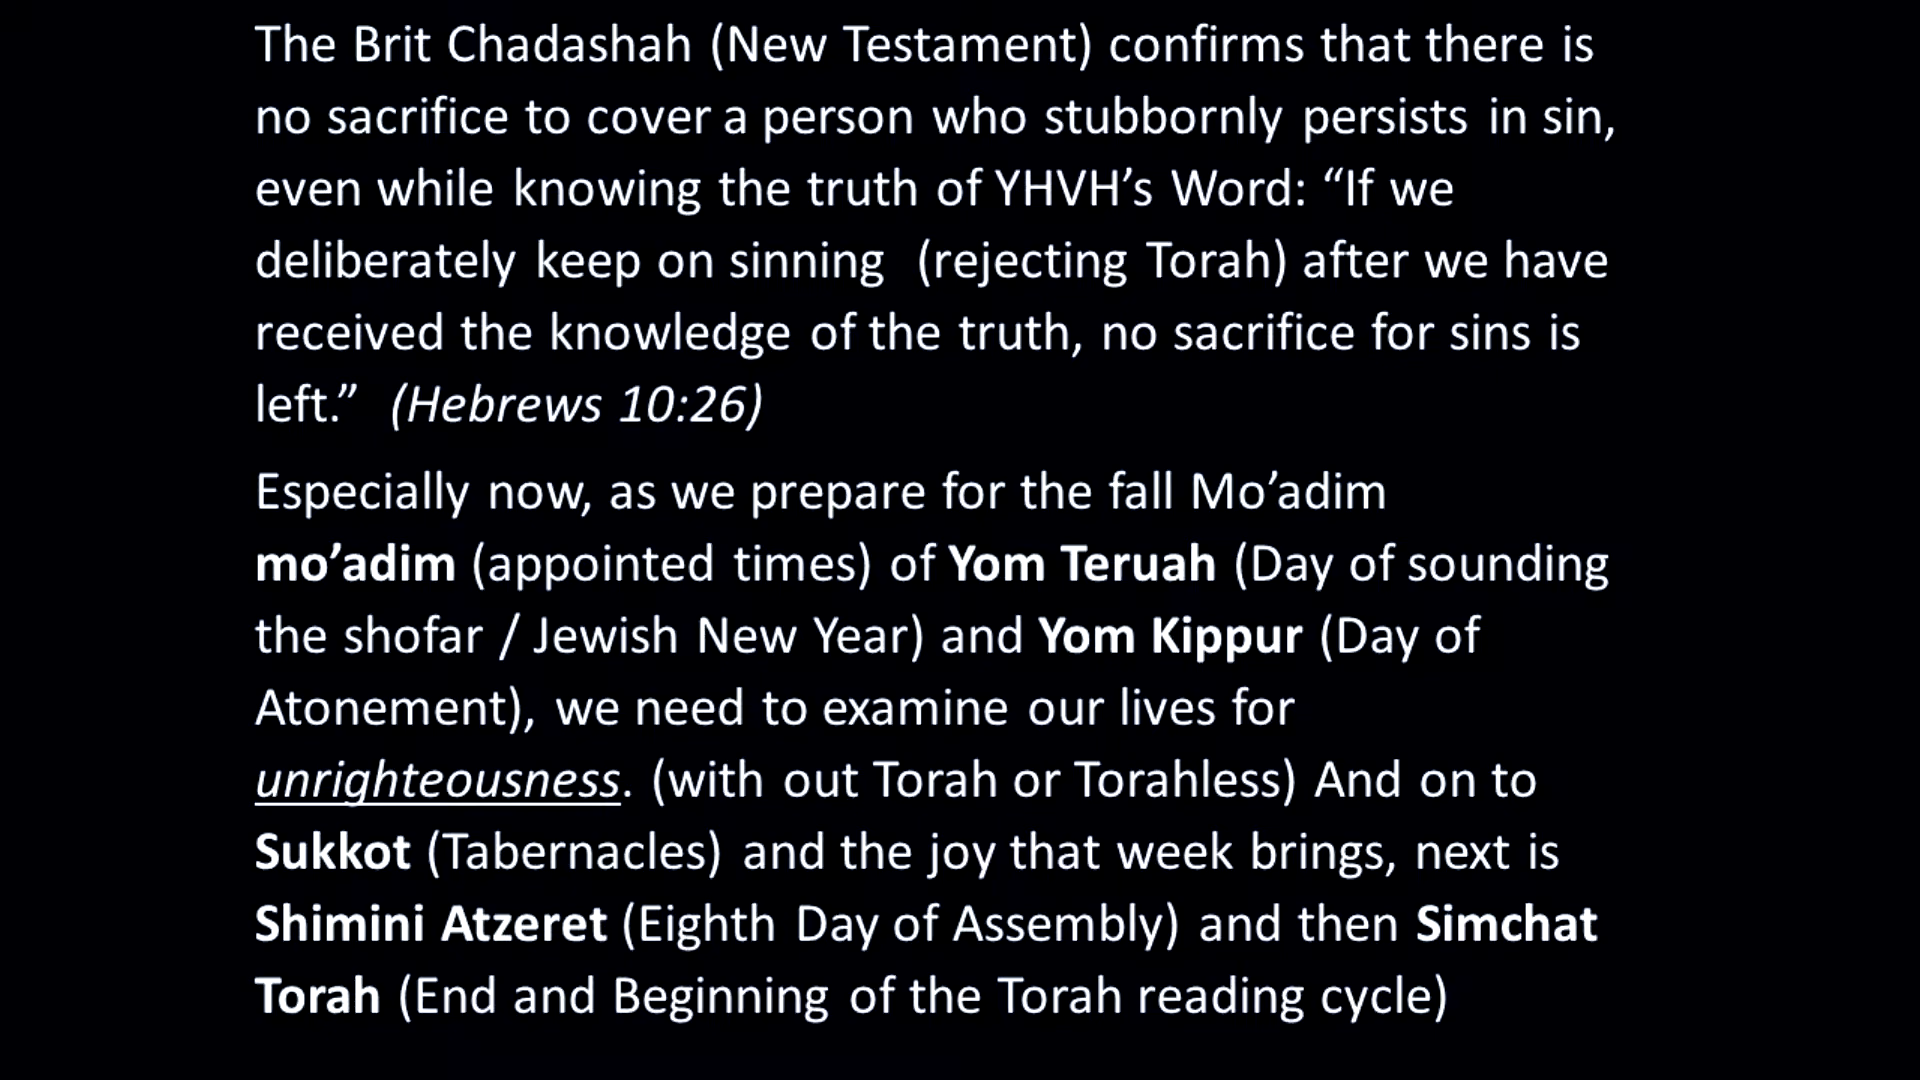 The Brit Chadashah (New Testament) confirms that there is
no sacrifice to cover a person who stubbornly persists in sin,
even while knowing the truth of YHVH’s Word: “If we
deliberately keep on sinning  (rejecting Torah) after we have
received the knowledge of the truth, no sacrifice for sins is
left.”  (Hebrews 10:26)
Especially now, as we prepare for the fall Mo’adim
mo’adim (appointed times) of Yom Teruah (Day of sounding
the shofar / Jewish New Year) and Yom Kippur (Day of
Atonement), we need to examine our lives for
unrighteousness. (with out Torah or Torahless) And on to
Sukkot (Tabernacles) and the joy that week brings, next is
Shimini Atzeret (Eighth Day of Assembly) and then Simchat
Torah (End and Beginning of the Torah reading cycle)